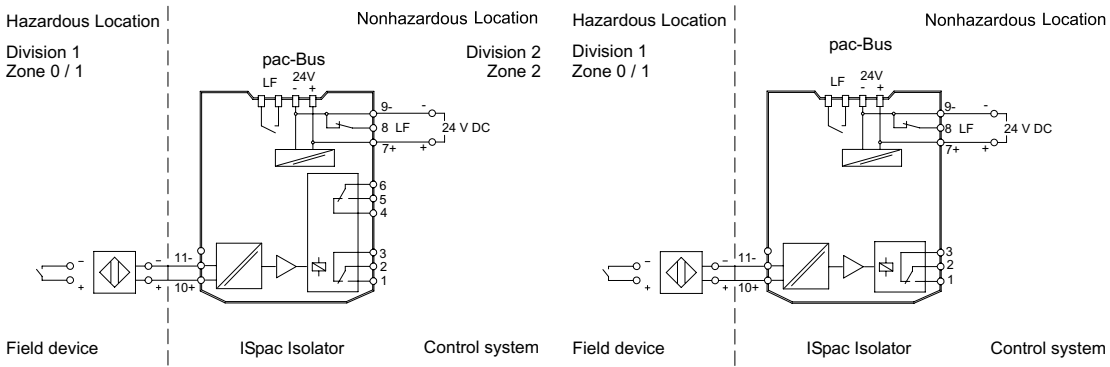 Hazardous Location
Nonhazardous Location
Division 1
Zone 0 / 1
Division 2
Zone 2
pac-Bus
LF
24V
- +
9-
-
8 LF
24 V DC
7+
+
6
5
4
3
2
1
−
+
−
+
11-
10+
Field device
ISpac Isolator
Control system
Hazardous Location
Nonhazardous Location
Division 1
Zone 0 / 1
pac-Bus
LF
24V
- +
9-
-
8 LF
24 V DC
7+
+
3
2
1
−
+
−
+
11-
10+
Field device
ISpac Isolator
Control system